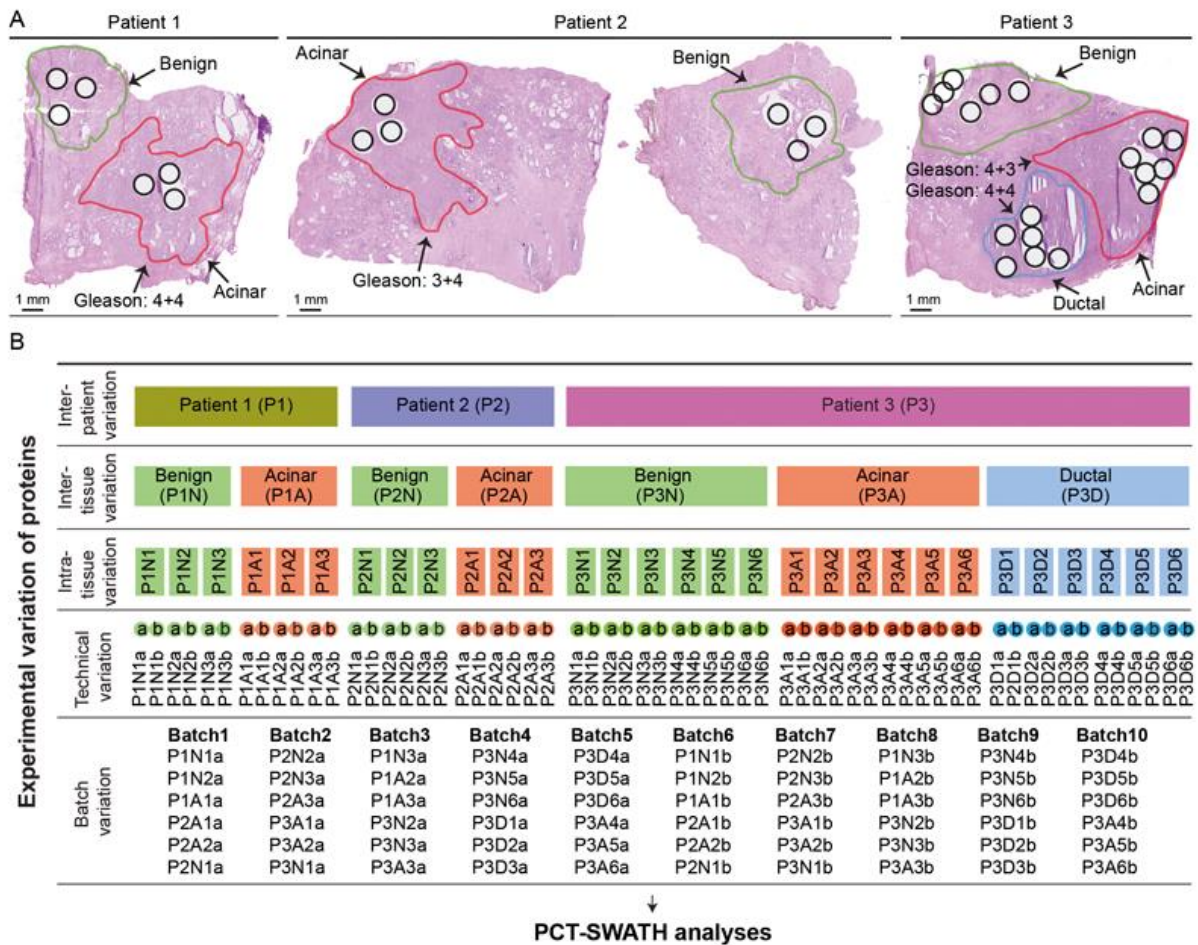 A
Patient 1
Patient 2
Patient 3
Benign
Acinar
Gleason: 4+4
1 mm
Acinar
Benign
Gleason: 3+4
1 mm
Benign
Gleason: 4+3
Gleason: 4+4
Acinar
Ductal
1 mm
B
Experimental variation of proteins
Inter-
patient
variation
Patient 1 (P1) Patient 2 (P2) Patient 3 (P3)
Inter-
tissue
variation
Benign Acinar Benign Acinar Benign Acinar Ductal
(P1N) (P1A) (P2N) (P2A) (P3N) (P3A) (P3D)
Intra-
tissue
variation
P1N1 P1N2 P1N3 P1A1 P1A2 P1A3 P2N1 P2N2 P2N3 P2A1 P2A2 P2A3 P3N1 P3N2 P3N3 P3N4 P3N5 P3N6 P3A1 P3A2 P3A3 P3A4 P3A5 P3A6 P3D1 P3D2 P3D3 P3D4 P3D5 P3D6
Technical
variation
a b a b a b a b a b a b a b a b a b a b a b a b a b a b a b a b a b a b a b a b a b a b a b a b a b a b a b a b a b a b
P1N1a P1N1b P1N2a P1N2b P1N3a P1N3b P1A1a P1A1b P1A2a P1A2b P1A3a P1A3b P2N1a P2N1b P2N2a P2N2b P2N3a P2N3b P2A1a P2A1b P2A2a P2A2b P2A3a P2A3b P3N1a P3N1b P3N2a P3N2b P3N3a P3N3b P3N4a P3N4b P3N5a P3N5b P3N6a P3N6b P3A1a P3A1b P3A2a P3A2b P3A3a P3A3b P3A4a P3A4b P3A5a P3A5b P3A6a P3A6b P3D1a P2D1b P3D2a P3D2b P3D3a P3D3b P3D4a P3D4b P3D5a P3D5b P3D6a P3D6b
Batch
variation
Batch1 Batch2 Batch3 Batch4 Batch5 Batch6 Batch7 Batch8 Batch9 Batch10
P1N1a P2N2a P1N3a P3N4a P3D4a P1N1b P2N2b P1N3b P3N4b P3D4b
P1N2a P2N3a P1A2a P3N5a P3D5a P1N2b P2N3b P1A2b P3N5b P3D5b
P1A1a P2A3a P1A3a P3N6a P3D6a P1A1b P2A3b P1A3b P3N6b P3D6b
P2A1a P3A1a P3N2a P3D1a P3A4a P2A1b P3A1b P3N2b P3D1b P3A4b
P2A2a P3A2a P3N3a P3D2a P3A5a P2A2b P3A2b P3N3b P3D2b P3A5b
P2N1a P3N1a P3A3a P3D3a P3A6a P2N1b P3N1b P3A3b P3D3b P3A6b
PCT-SWATH analyses